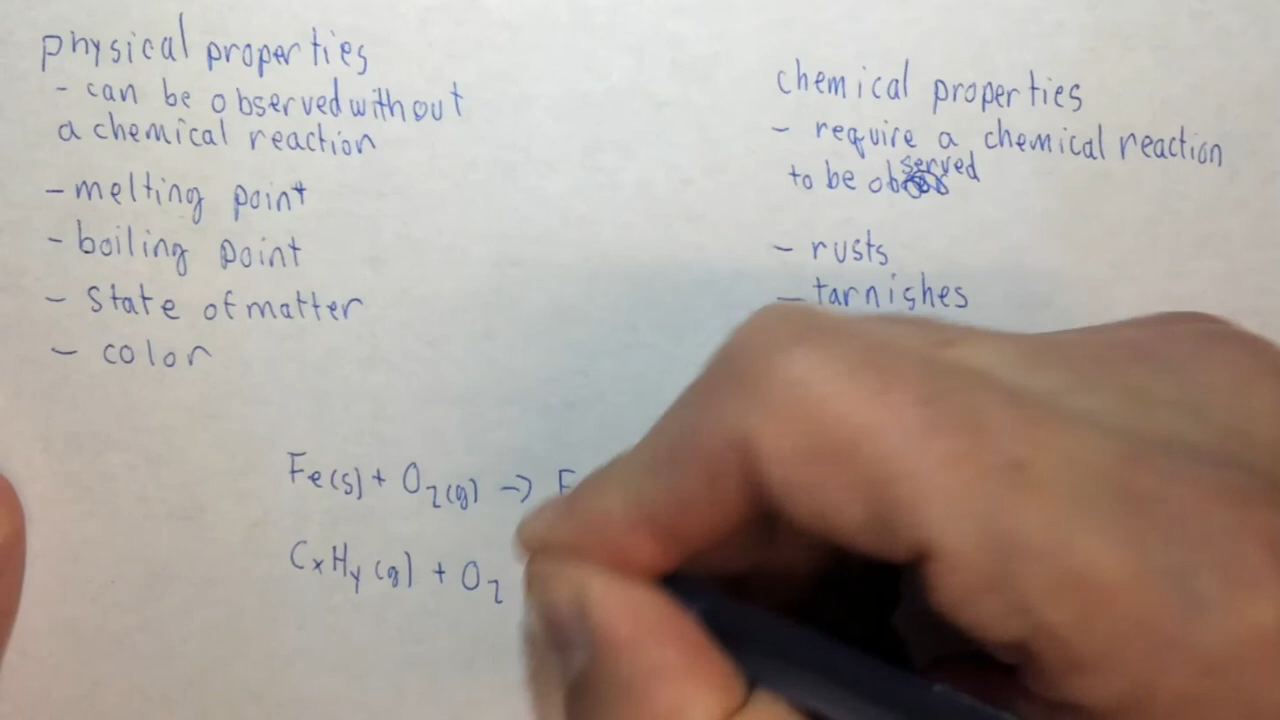 physical properties
- can be observed without
a chemical reaction
- melting point
- boiling point
- state of matter
- color
chemical properties
- require a chemical reaction
to be observed
- rusts
- tarnishes
Fe(s) + O₂(g) → F
CₓHᵧ(g) + O₂